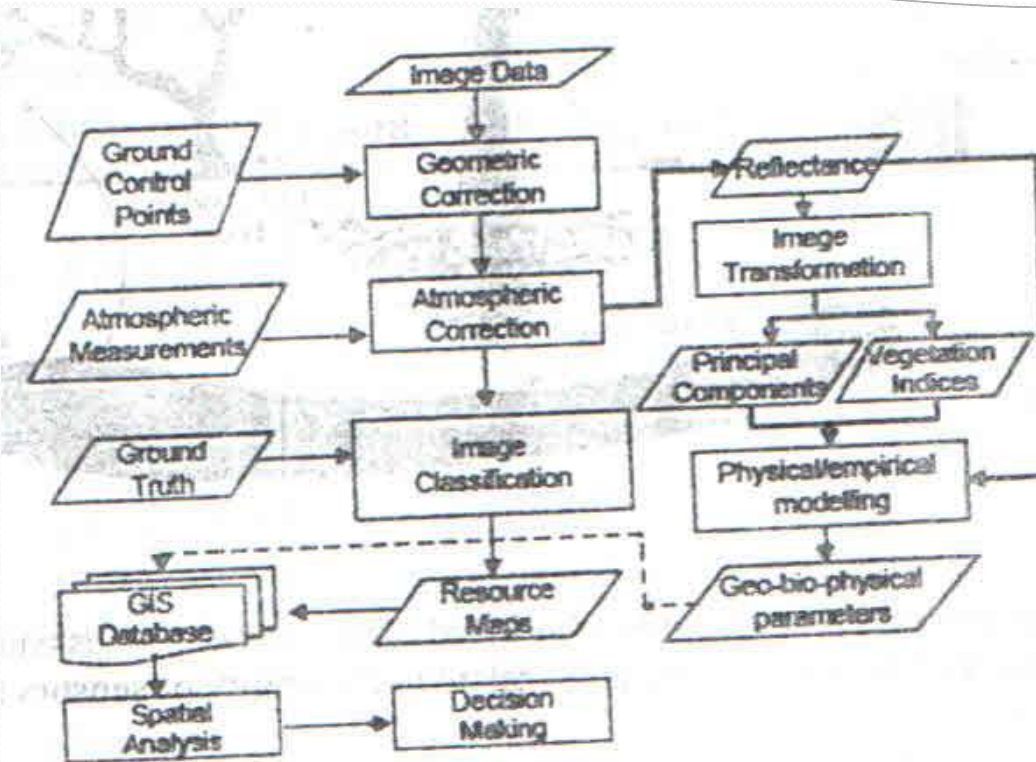 Image Data
Ground
Control
Points
Geometric
Correction
Reflectance
Image
Transformation
Atmospheric
Measurements
Atmospheric
Correction
Principal
Components
Vegetation
Indices
Ground
Truth
Image
Classification
Physical/empirical
modelling
GIS
Database
Resource
Maps
Geo-bio-physical
parameters
Spatial
Analysis
Decision
Making